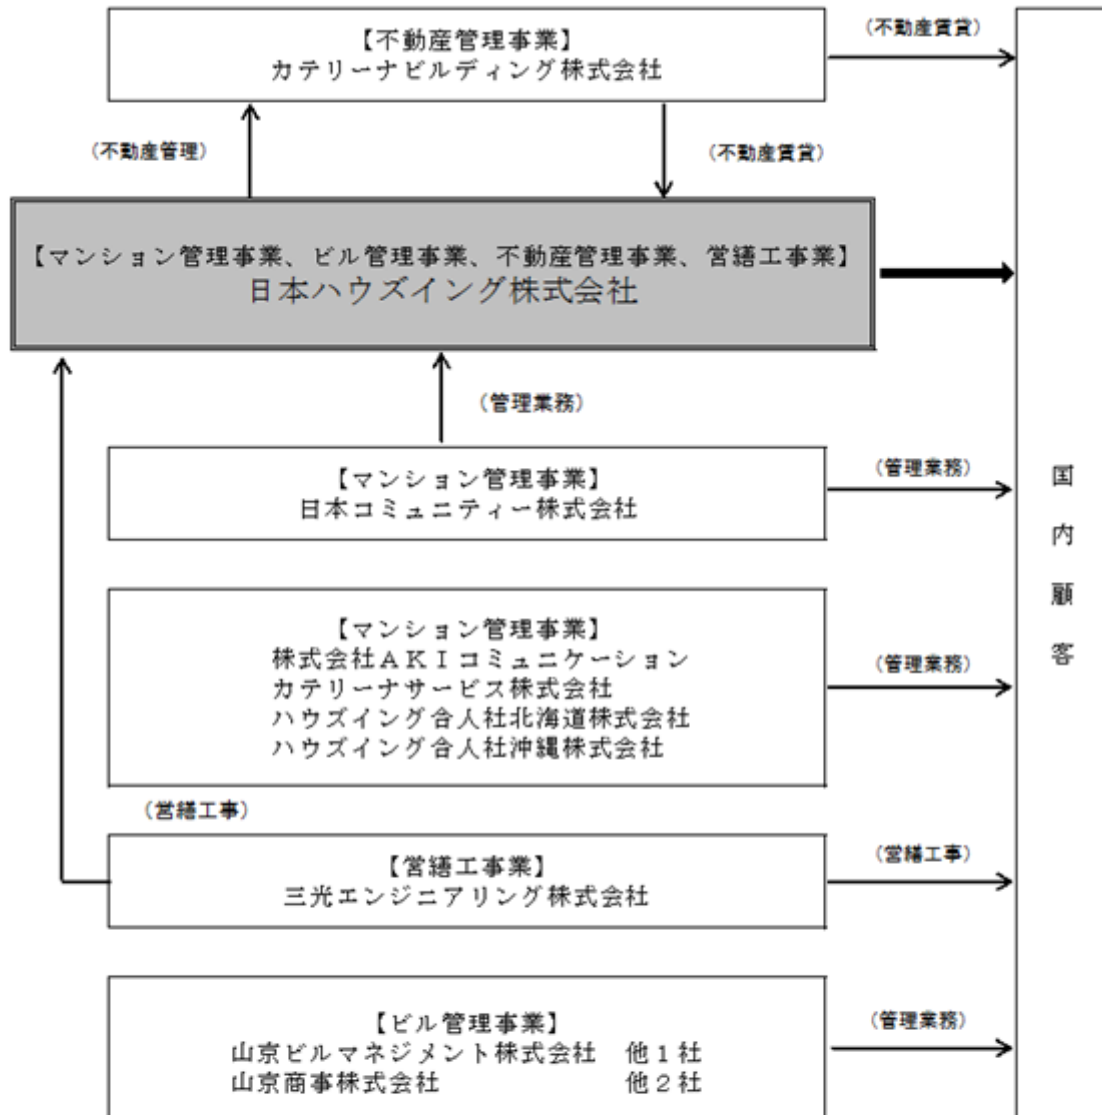 【不動産管理事業】
カテリーナビルディング株式会社
（不動産賃貸）
（不動産管理）
（不動産賃貸）
【マンション管理事業、ビル管理事業、不動産管理事業、営繕工事業】
日本ハウズイング株式会社
（管理業務）
【マンション管理事業】
日本コミュニティー株式会社
（管理業務）
国内顧客
【マンション管理事業】
株式会社ＡＫＩコミュニケーション
カテリーナサービス株式会社
ハウズイング合人社北海道株式会社
ハウズイング合人社沖縄株式会社
（管理業務）
（営繕工事）
【営繕工事業】
三光エンジニアリング株式会社
（営繕工事）
【ビル管理事業】
山京ビルマネジメント株式会社　他１社
山京商事株式会社　他２社
（管理業務）